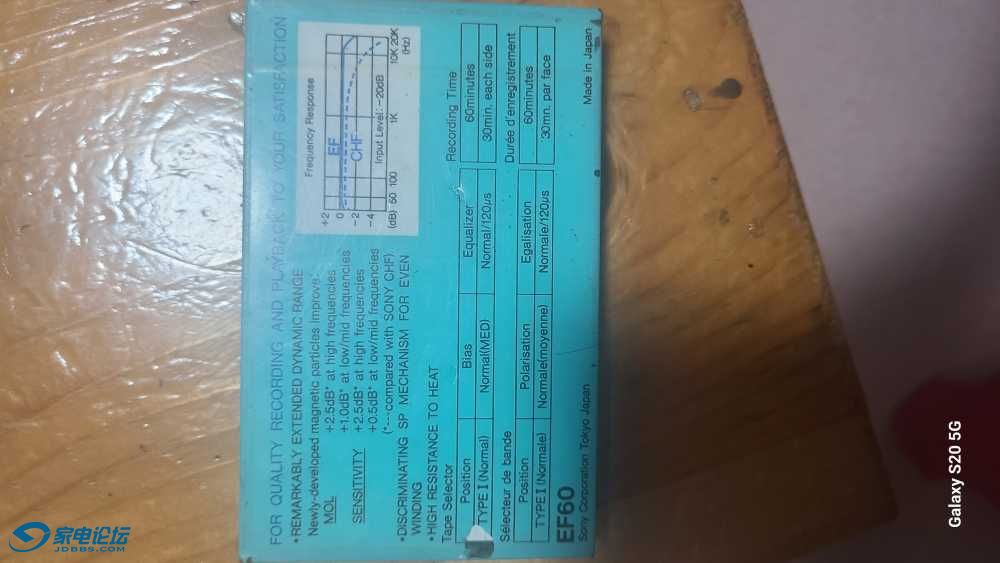 FOR QUALITY RECORDING AND PLAYBACK TO YOUR SATISFACTION
•REMARKABLY EXTENDED DYNAMIC RANGE
Newly-developed magnetic particles improve:
MOL +2.5dB* at high frequencies
+1.0dB* at low/mid frequencies
SENSITIVITY +2.5dB* at high frequencies
+0.5dB* at low/mid frequencies
(*---compared with SONY CHF)
•DISCRIMINATING SP MECHANISM FOR EVEN
WINDING
•HIGH RESISTANCE TO HEAT
Frequency Response
+2
0
-2
-4
(dB) 50 100 1K 10K 20K
(Hz)
EF
CHF
Input Level: -20dB
Tape Selector Recording Time
Position Bias Equalizer 60minutes
TYPE I (Normal) Normal(MED) Normal/120μs 30min. each side
Sélecteur de bande Durée d'enregistrement
Position Polarisation Egalisation 60minutes
TYPE I (Normale) Normale(moyenne) Normale/120μs 30mn. par face
EF60
Sony Corporation Tokyo Japan Made in Japan
Galaxy S20 5G
家电论坛
JDBBS.COM